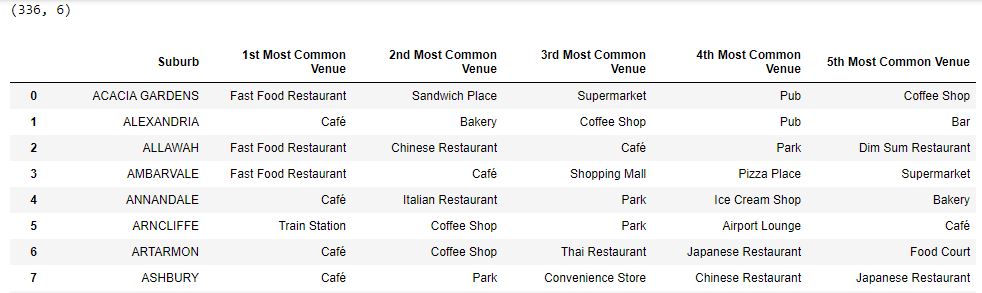 (336, 6)
Suburb 1st Most Common Venue 2nd Most Common Venue 3rd Most Common Venue 4th Most Common Venue 5th Most Common Venue
0 ACACIA GARDENS Fast Food Restaurant Sandwich Place Supermarket Pub Coffee Shop
1 ALEXANDRIA Café Bakery Coffee Shop Pub Bar
2 ALLAWAH Fast Food Restaurant Chinese Restaurant Café Park Dim Sum Restaurant
3 AMBARVALE Fast Food Restaurant Café Shopping Mall Pizza Place Supermarket
4 ANNANDALE Café Italian Restaurant Park Ice Cream Shop Bakery
5 ARNCLIFFE Train Station Coffee Shop Park Airport Lounge Café
6 ARTARMON Café Coffee Shop Thai Restaurant Japanese Restaurant Food Court
7 ASHBURY Café Park Convenience Store Chinese Restaurant Japanese Restaurant